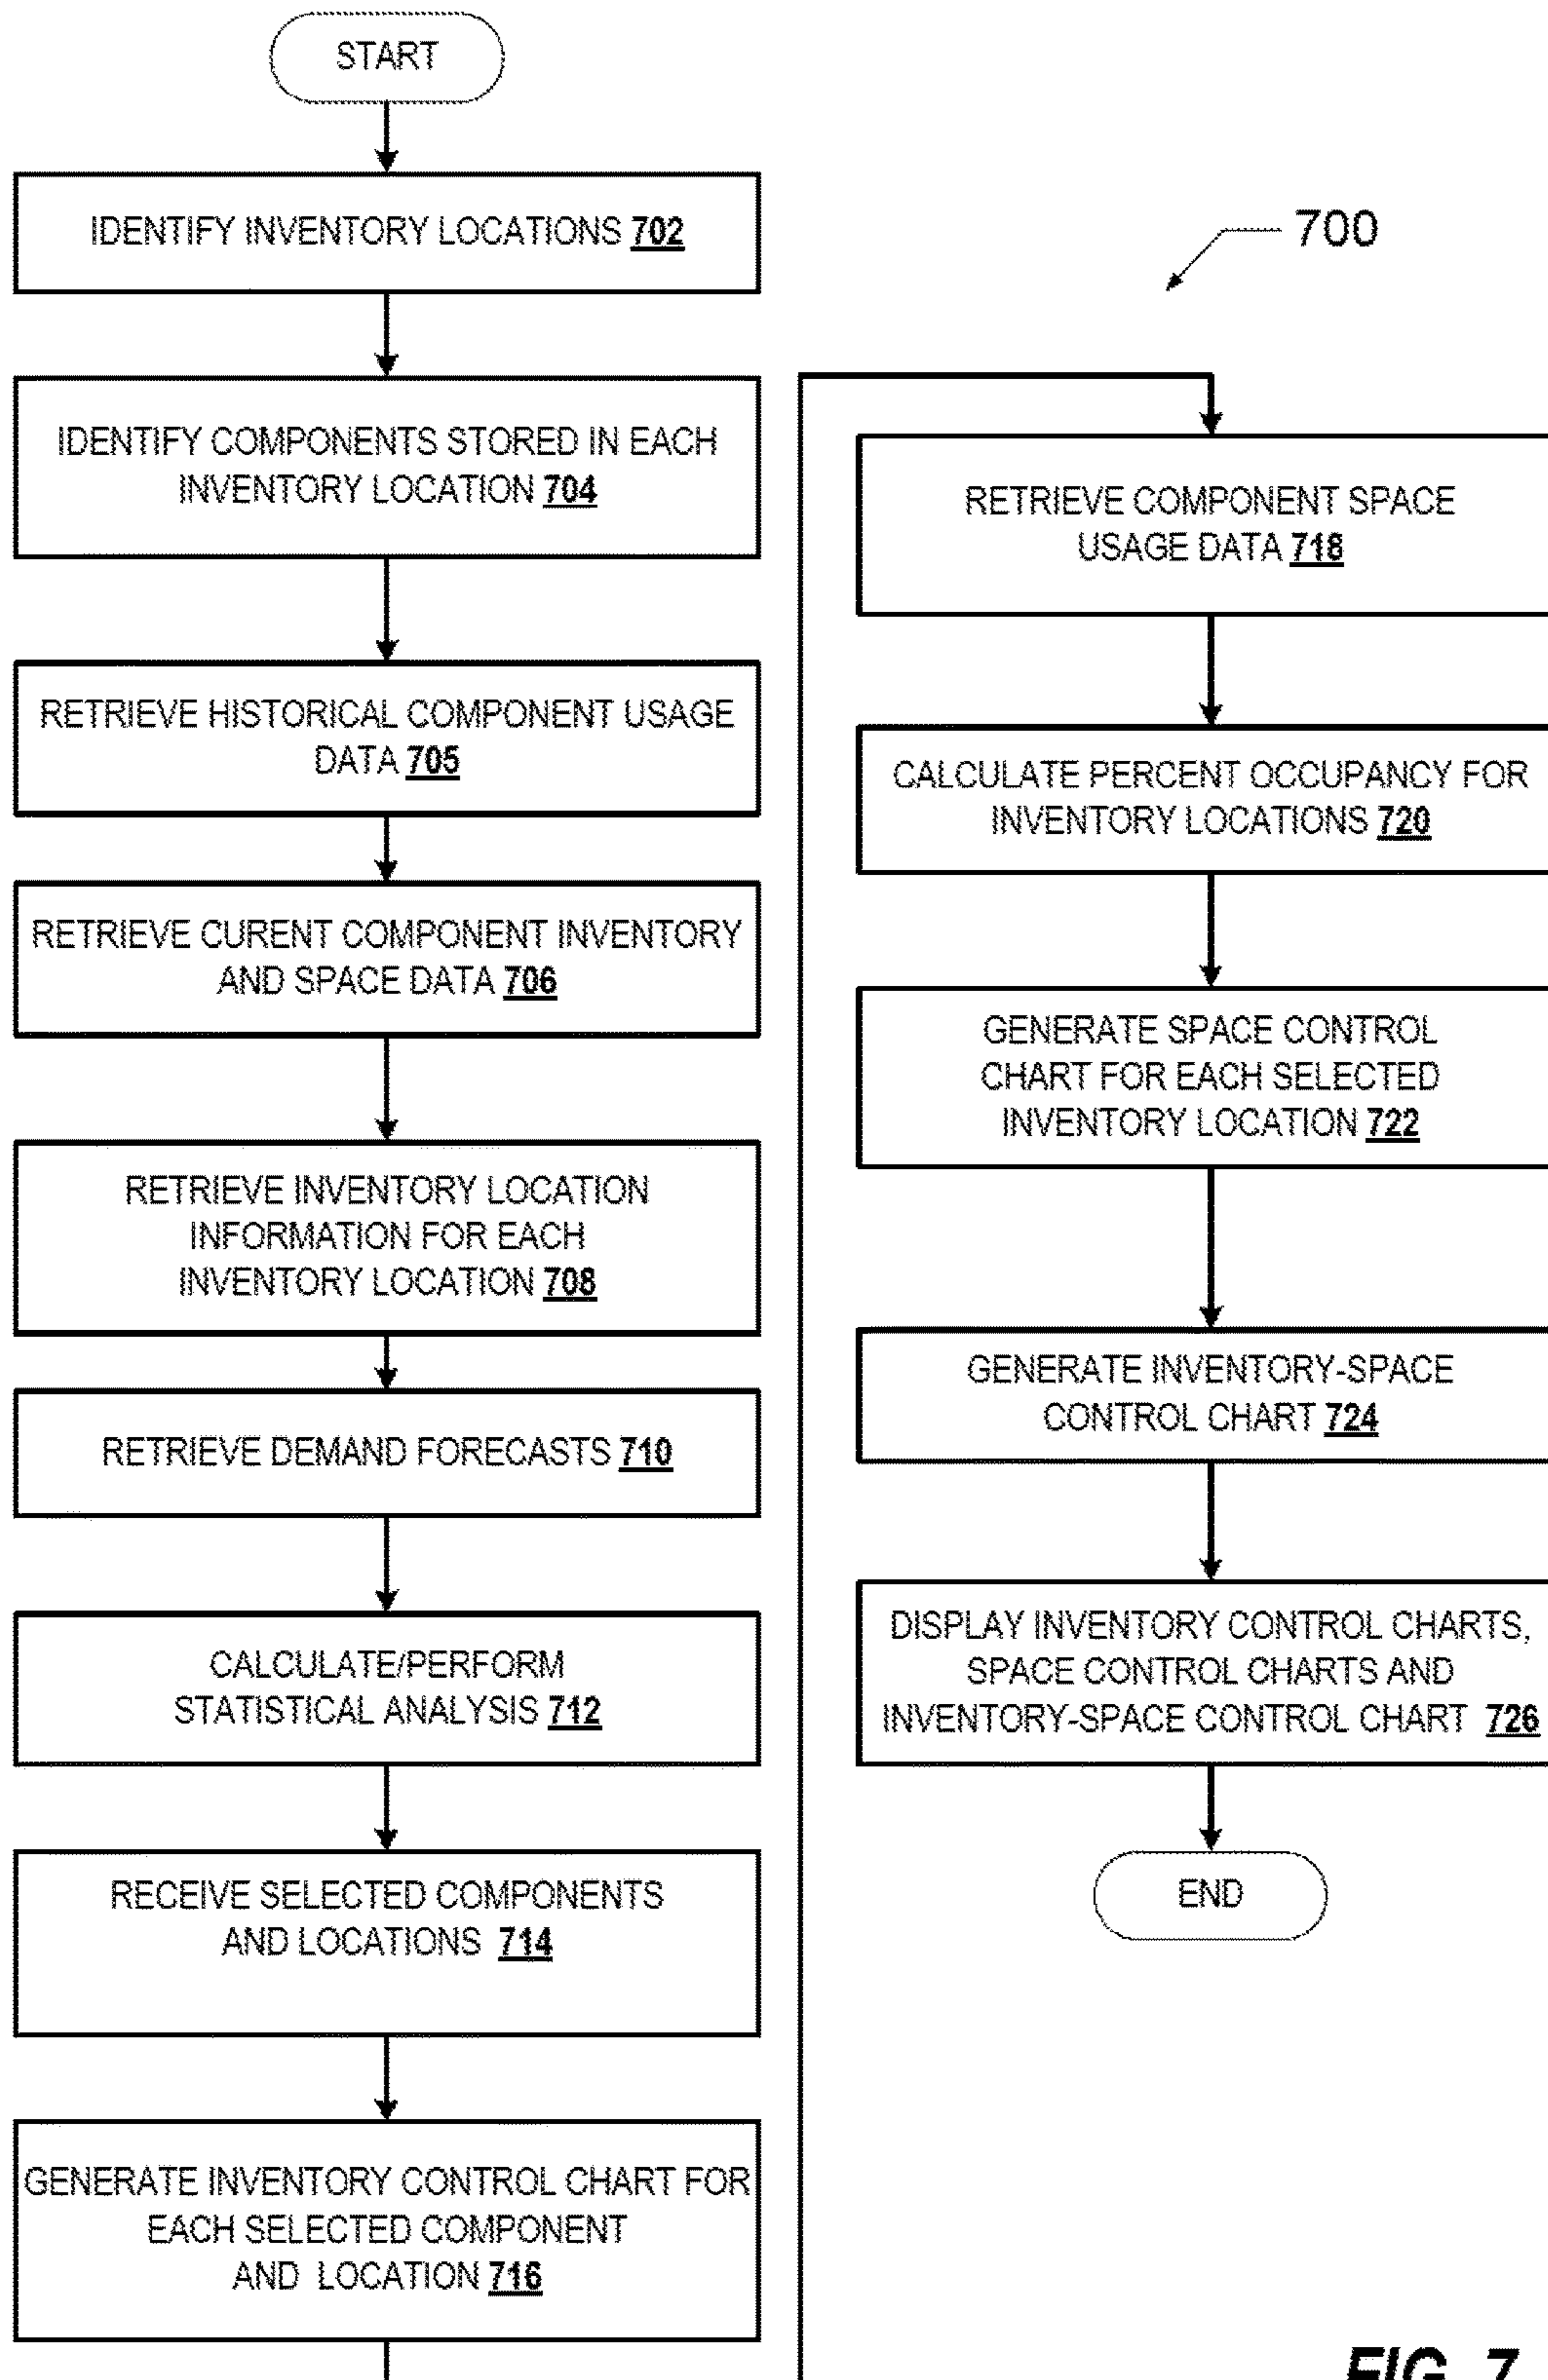 START
IDENTIFY INVENTORY LOCATIONS 702
IDENTIFY COMPONENTS STORED IN EACH
INVENTORY LOCATION 704
RETRIEVE HISTORICAL COMPONENT USAGE
DATA 705
RETRIEVE CURENT COMPONENT INVENTORY
AND SPACE DATA 706
RETRIEVE INVENTORY LOCATION
INFORMATION FOR EACH
INVENTORY LOCATION 708
RETRIEVE DEMAND FORECASTS 710
CALCULATE/PERFORM
STATISTICAL ANALYSIS 712
RECEIVE SELECTED COMPONENTS
AND LOCATIONS 714
GENERATE INVENTORY CONTROL CHART FOR
EACH SELECTED COMPONENT
AND LOCATION 716
700
RETRIEVE COMPONENT SPACE
USAGE DATA 718
CALCULATE PERCENT OCCUPANCY FOR
INVENTORY LOCATIONS 720
GENERATE SPACE CONTROL
CHART FOR EACH SELECTED
INVENTORY LOCATION 722
GENERATE INVENTORY-SPACE
CONTROL CHART 724
DISPLAY INVENTORY CONTROL CHARTS,
SPACE CONTROL CHARTS AND
INVENTORY-SPACE CONTROL CHART 726
END
FIG. 7